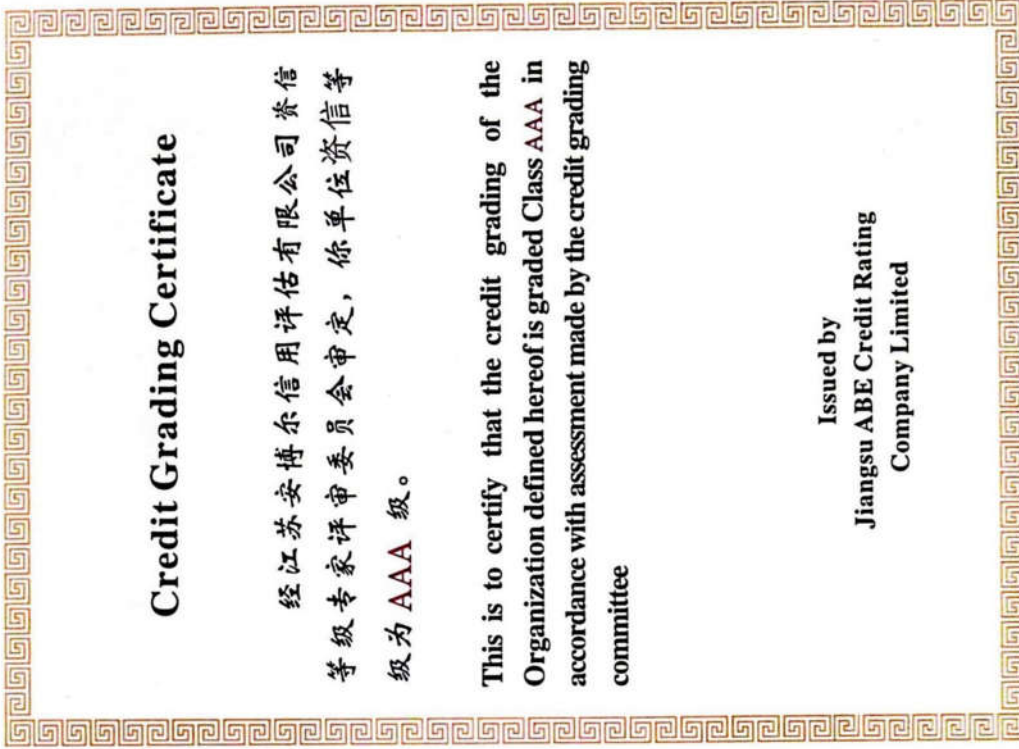 Credit Grading Certificate
经江苏安博尔信用评估有限公司资信
等级专家评审委员会审定，你单位资信等
级为 AAA 级。
This is to certify that the credit grading of the
Organization defined hereof is graded Class AAA in
accordance with assessment made by the credit grading
committee
Issued by
Jiangsu ABE Credit Rating
Company Limited